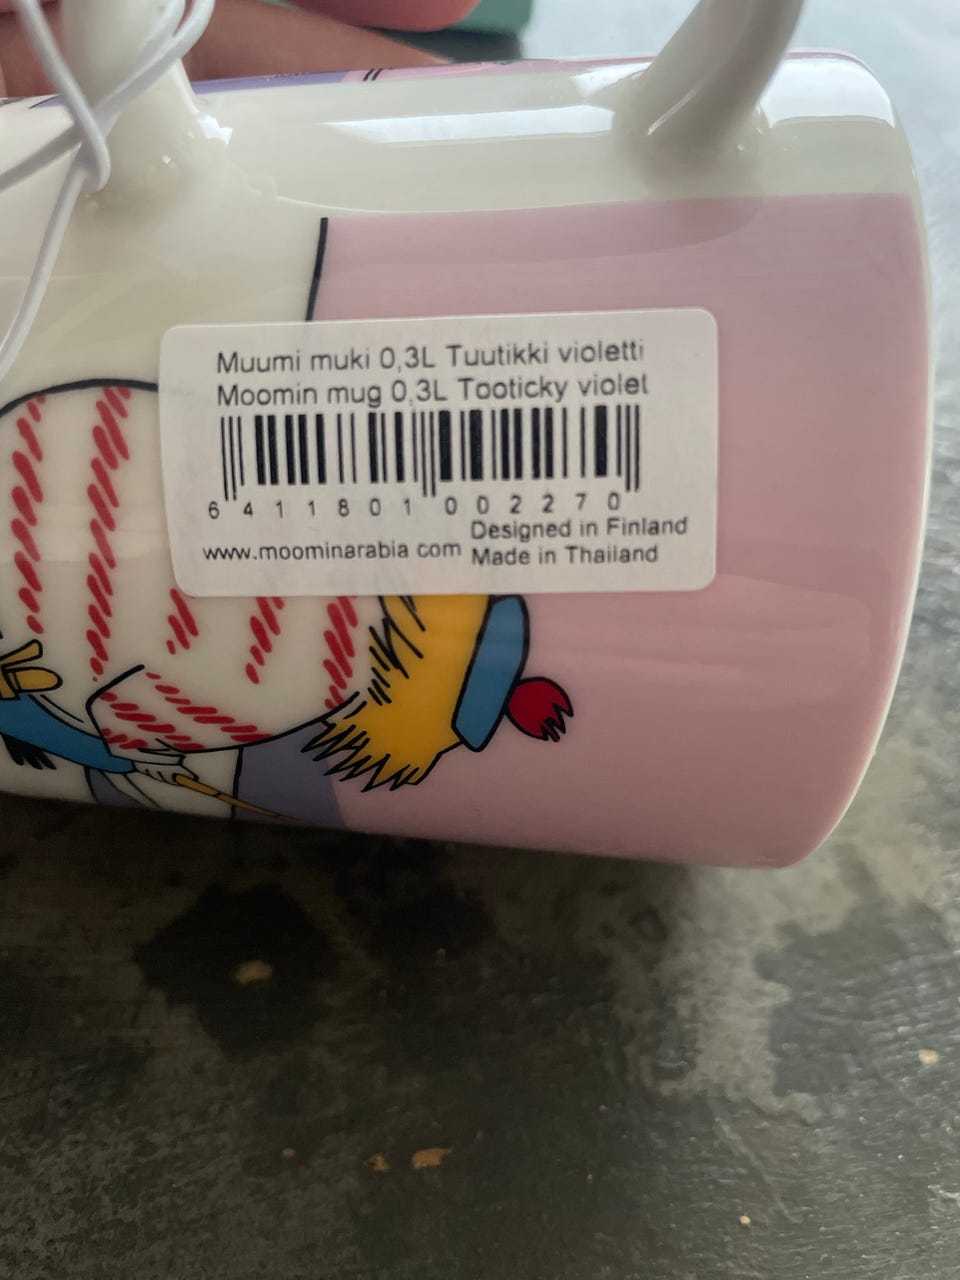 Muumi muki 0,3L Tuutikki violetti
Moomin mug 0,3L Tooticky violet
6 411801 002270
Designed in Finland
www.moominarabia com Made in Thailand